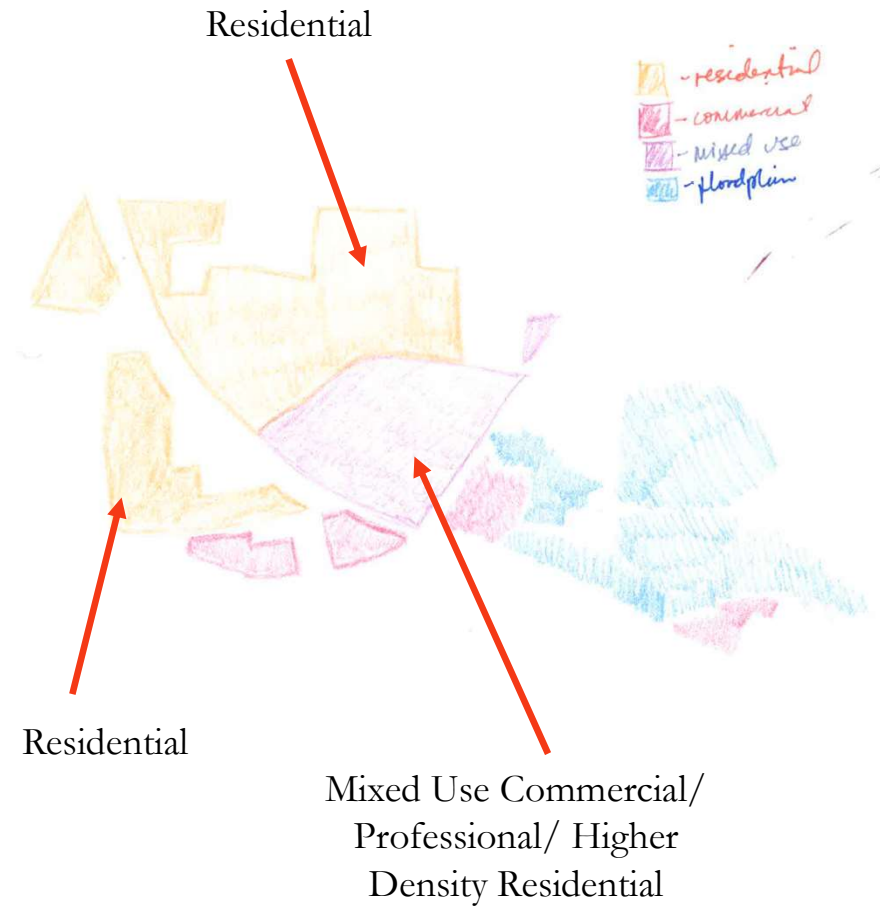 Residential
- residential
- commercial
- mixed use
- floodplain
Residential
Mixed Use Commercial/
Professional/ Higher
Density Residential